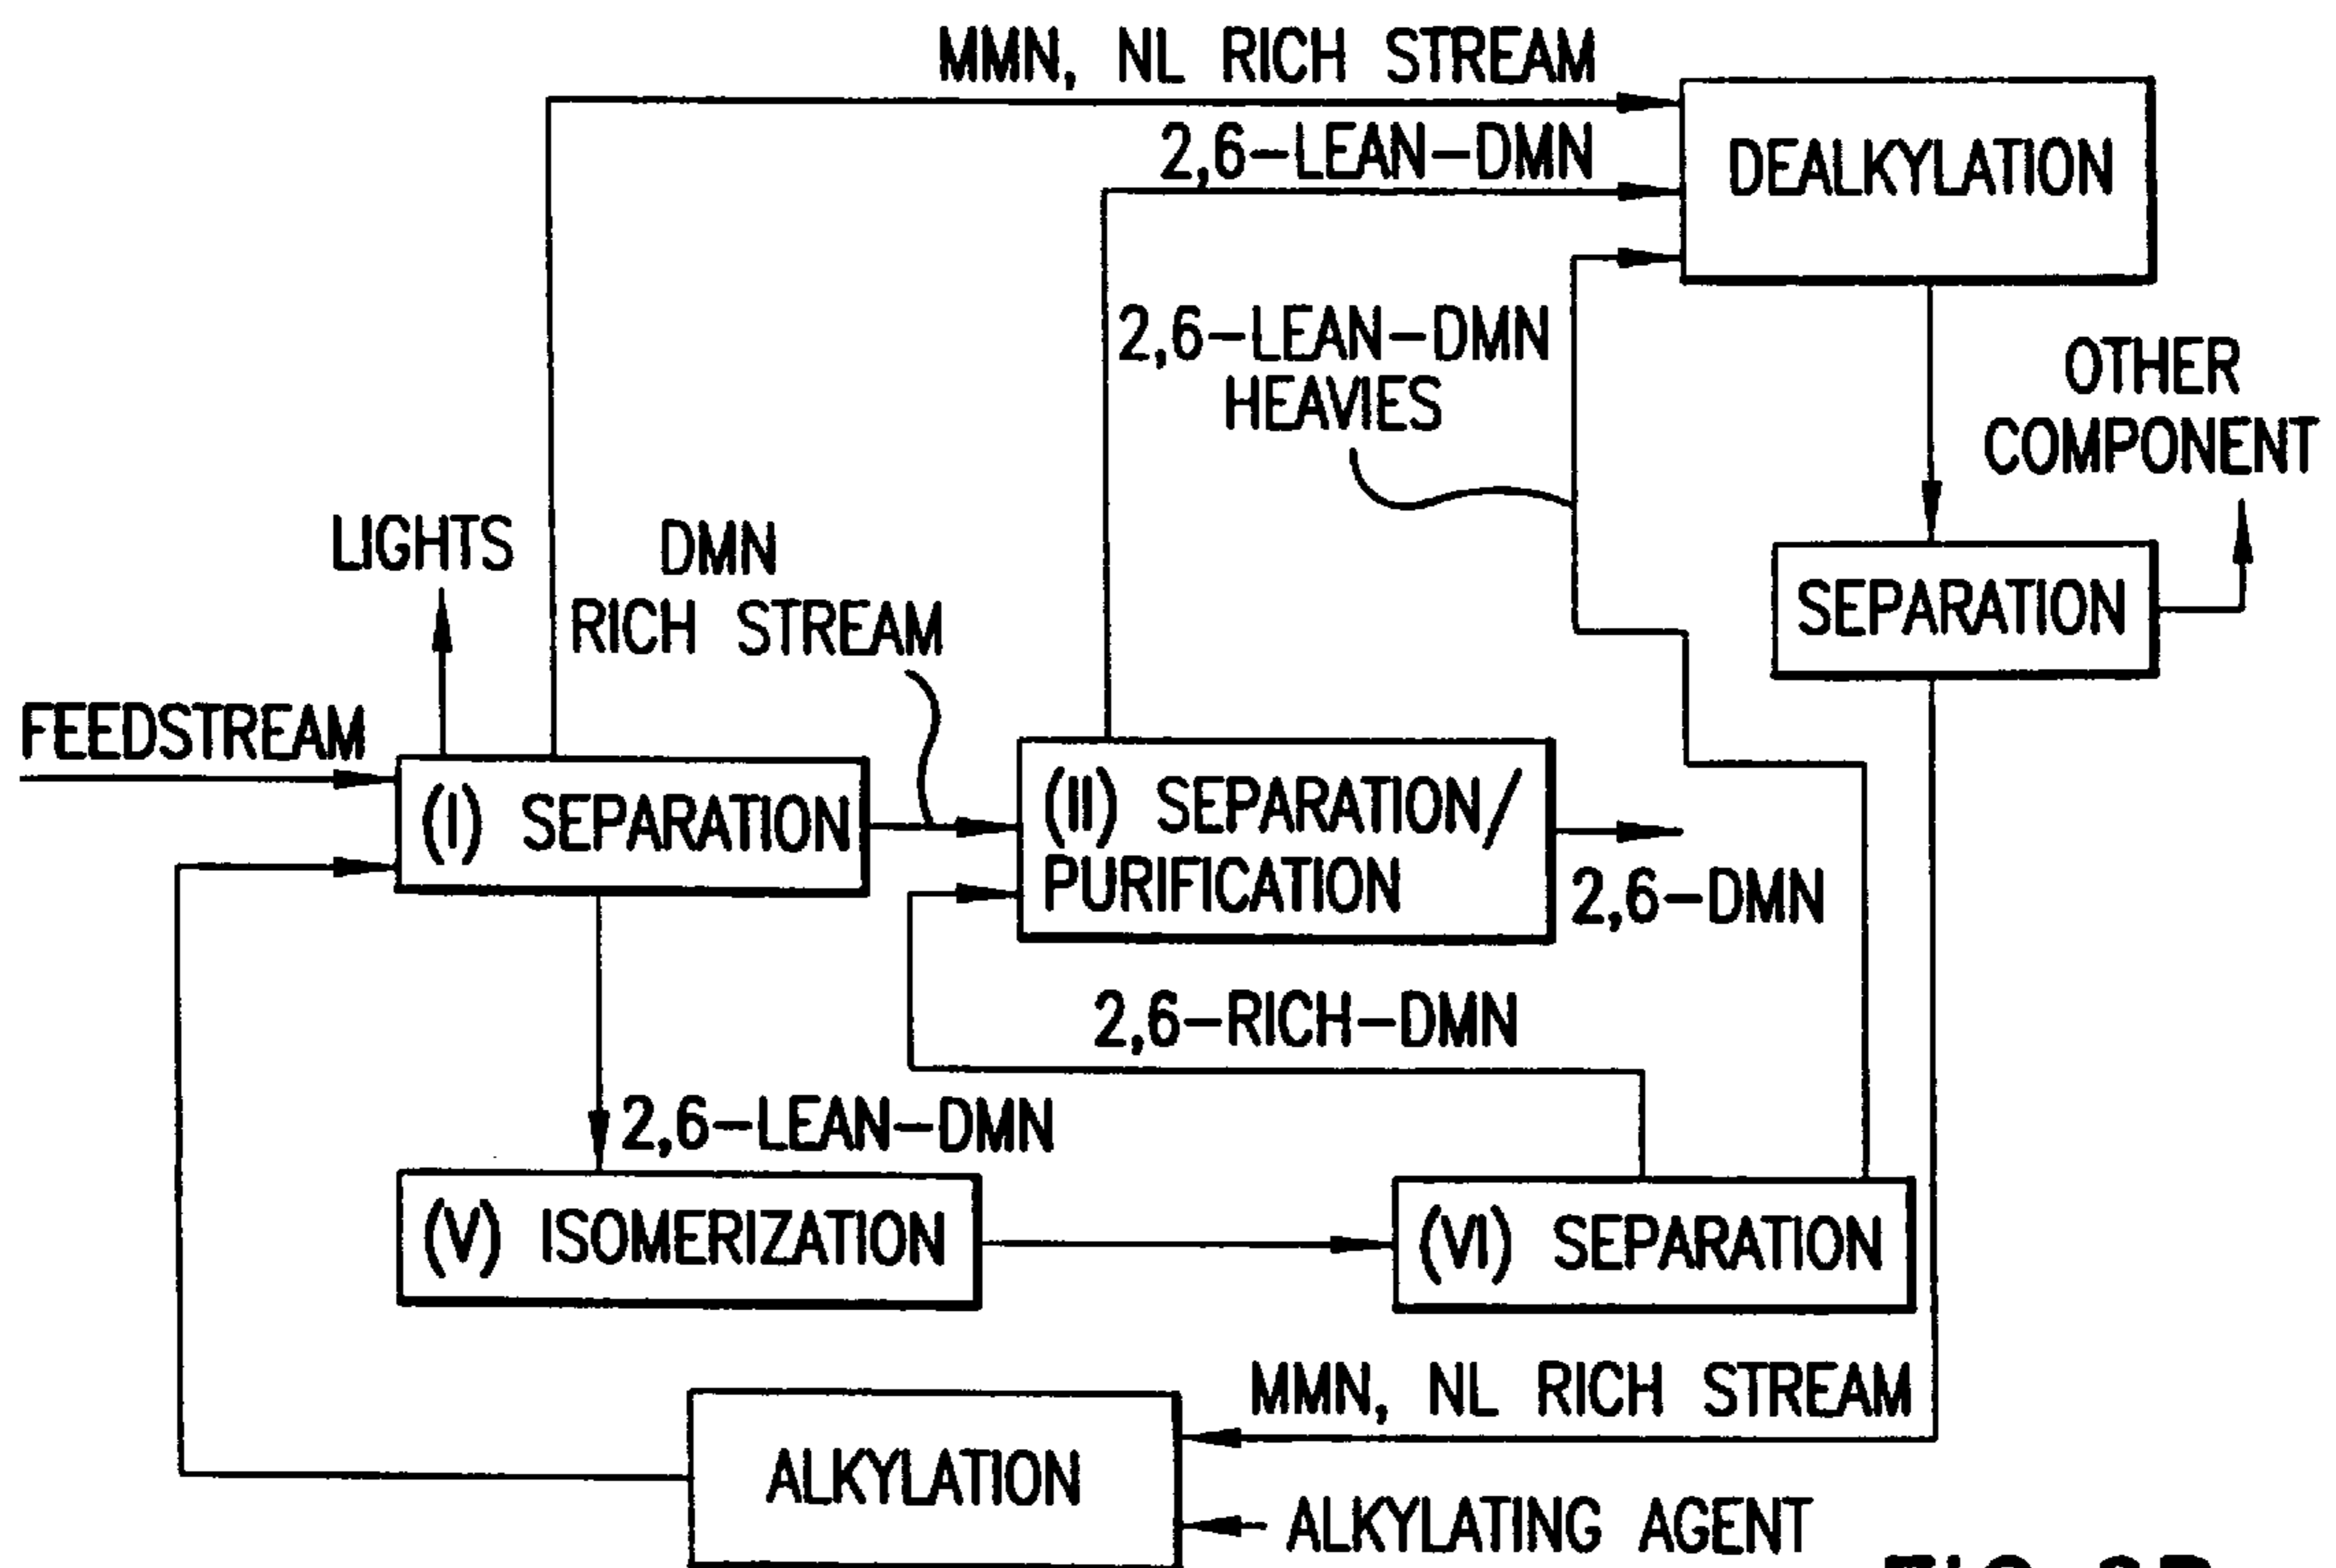 MMN, NL RICH STREAM
2,6-LEAN-DMN
DEALKYLATION
2,6-LEAN-DMN
HEAVIES
OTHER
COMPONENT
LIGHTS
DMN
RICH STREAM
SEPARATION
FEEDSTREAM
(I) SEPARATION
(II) SEPARATION/
PURIFICATION
2,6-DMN
2,6-RICH-DMN
2,6-LEAN-DMN
(V) ISOMERIZATION
(VI) SEPARATION
MMN, NL RICH STREAM
ALKYLATION
ALKYLATING AGENT